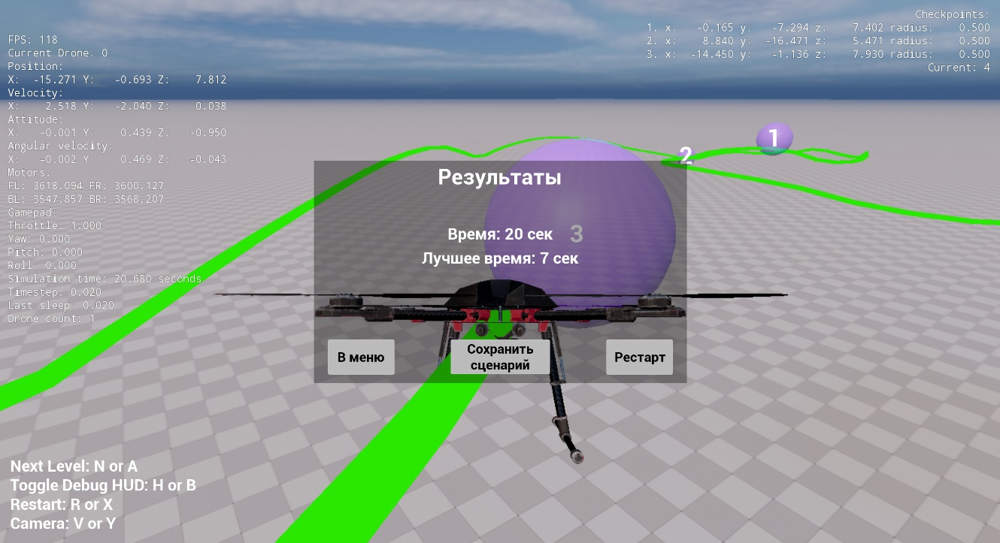 FPS: 118
Current Drone: 0
Position:
X: -15.271 Y: -0.693 Z: 7.812
Velocity:
X: 2.518 Y: -2.040 Z: 0.038
Attitude:
X: -0.001 Y: 0.439 Z: -0.950
Angular velocity:
X: -0.002 Y: 0.469 Z: -0.043
Motors:
FL: 3618.094 FR: 3600.127
BL: 3547.857 BR: 3568.207
Gamepad:
Throttle: 1.000
Yaw: 0.000
Pitch: 0.000
Roll: 0.000
Simulation time: 20.680 seconds
Timestep: 0.020
Last sleep: 0.020
Drone count: 1
Checkpoints:
1. x: -0.165 y: -7.294 z: 7.402 radius: 0.500
2. x: 8.840 y: -16.471 z: 5.471 radius: 0.500
3. x: -14.450 y: -1.136 z: 7.930 radius: 0.500
Current: 4
1
2
Результаты
Время: 20 сек
3
Лучшее время: 7 сек
В меню
Сохранить
сценарий
Рестарт
Next Level: N or A
Toggle Debug HUD: H or B
Restart: R or X
Camera: V or Y